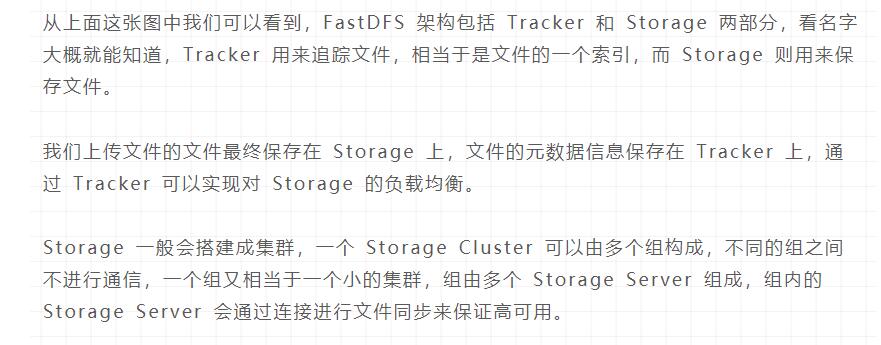 从上面这张图中我们可以看到，FastDFS 架构包括 Tracker 和 Storage 两部分，看名字
大概就能知道，Tracker 用来追踪文件，相当于是文件的一个索引，而 Storage 则用来保
存文件。
我们上传文件的文件最终保存在 Storage 上，文件的元数据信息保存在 Tracker 上，通
过 Tracker 可以实现对 Storage 的负载均衡。
Storage 一般会搭建成集群，一个 Storage Cluster 可以由多个组构成，不同的组之间
不进行通信，一个组又相当于一个小的集群，组由多个 Storage Server 组成，组内的
Storage Server 会通过连接进行文件同步来保证高可用。